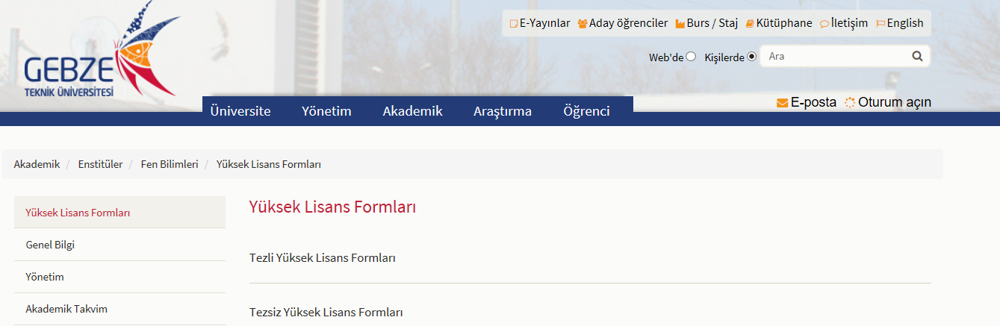 GEBZE
TEKNİK ÜNİVERSİTESİ
E-Yayınlar Aday öğrenciler Burs / Staj Kütüphane İletişim English
Web'de Kişilerde Ara
E-posta Oturum açın
Üniversite Yönetim Akademik Araştırma Öğrenci
Akademik / Enstitüler / Fen Bilimleri / Yüksek Lisans Formları
Yüksek Lisans Formları
Genel Bilgi
Yönetim
Akademik Takvim
Yüksek Lisans Formları
Tezli Yüksek Lisans Formları
Tezsiz Yüksek Lisans Formları